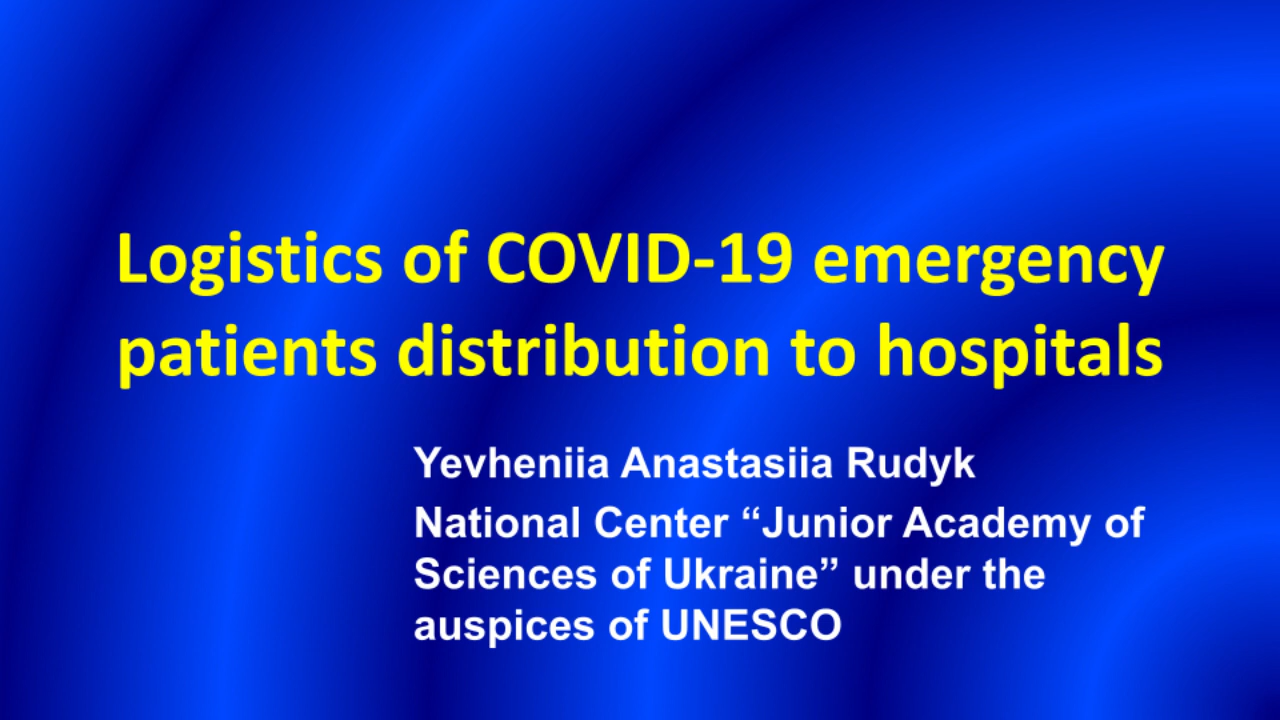 Logistics of COVID-19 emergency
patients distribution to hospitals
Yevheniia Anastasiia Rudyk
National Center “Junior Academy of
Sciences of Ukraine” under the
auspices of UNESCO